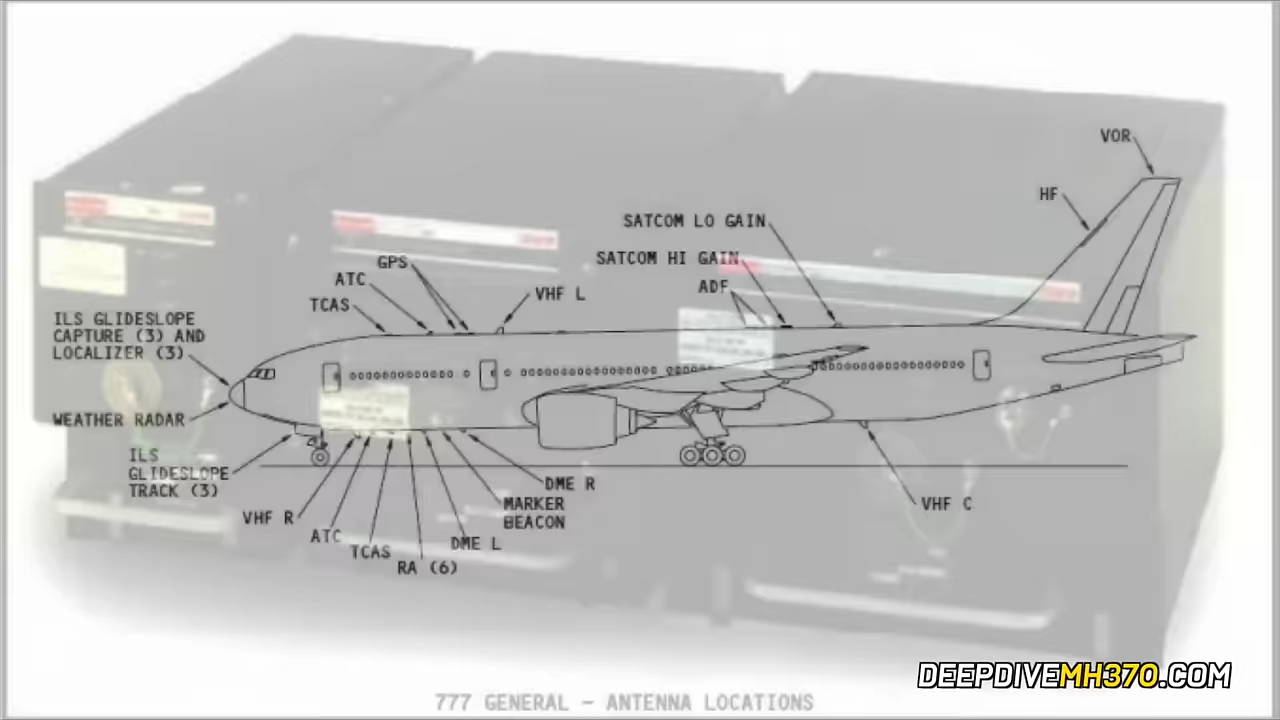 VOR
HF
SATCOM LO GAIN
SATCOM HI GAIN
GPS
ADF
ATC
VHF L
TCAS
ILS GLIDESLOPE
CAPTURE (3) AND
LOCALIZER (3)
WEATHER RADAR
ILS
GLIDESLOPE
TRACK (3)
DME R
MARKER
BEACON
VHF C
VHF R
ATC
DME L
TCAS
RA (6)
DEEPDIVEMH370.COM
777 GENERAL - ANTENNA LOCATIONS